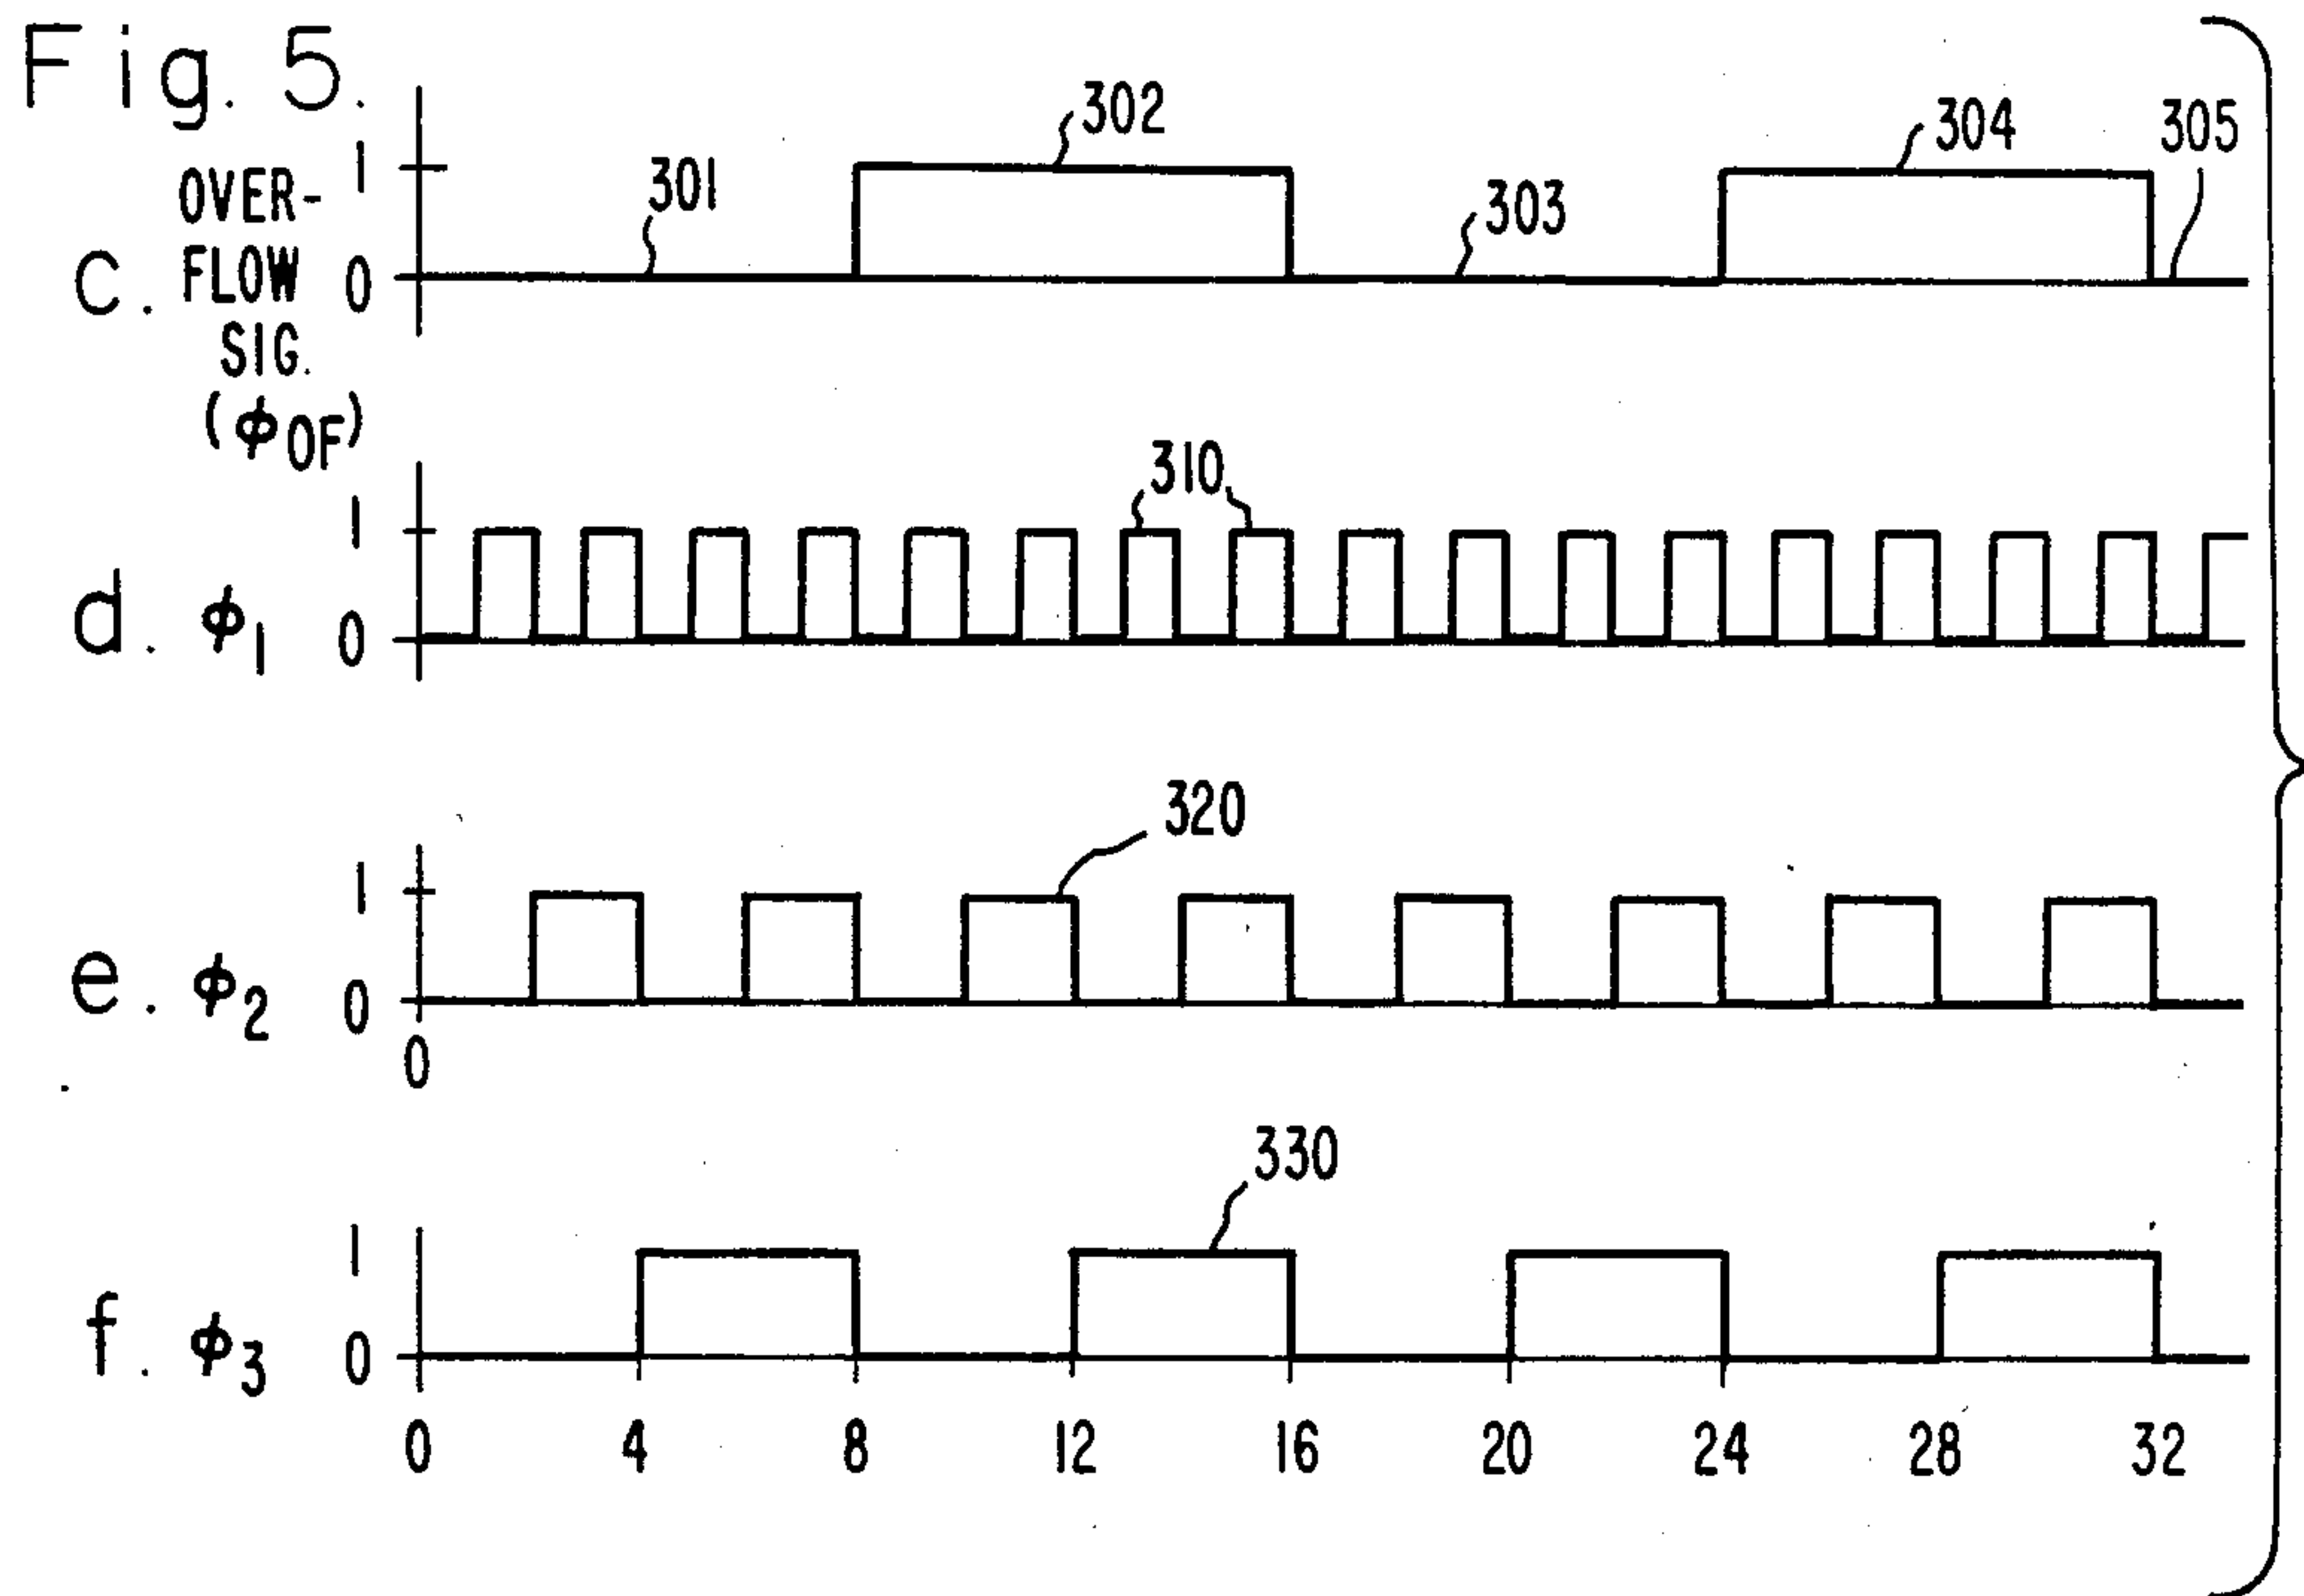 Fig. 5.
302
304
305
301
303
1
0
c. OVER-
FLOW
SIG.
(ϕOF)
310
1
0
d. ϕ1
320
1
0
e. ϕ2
0
330
1
0
f. ϕ3
0 4 8 12 16 20 24 28 32